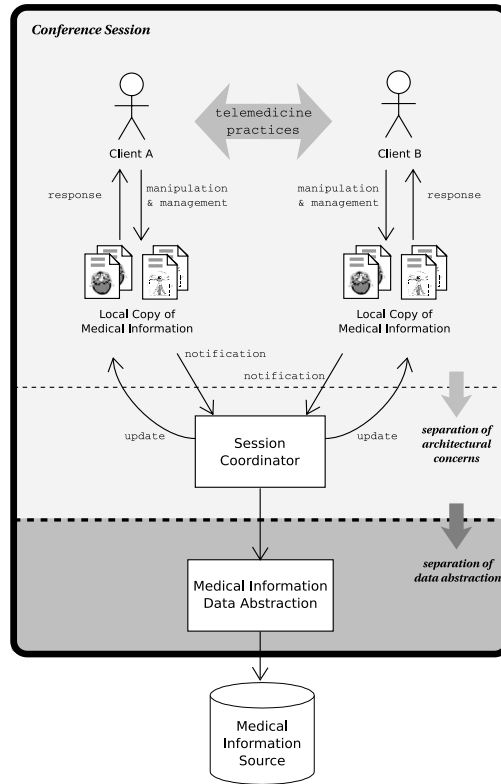 Conference Session
telemedicine
practices
Client A
Client B
response
manipulation
& management
manipulation
& management
response
Local Copy of
Medical Information
Local Copy of
Medical Information
notification
notification
update
update
Session
Coordinator
separation of
architectural
concerns
separation of
data abstraction
Medical Information
Data Abstraction
Medical
Information
Source